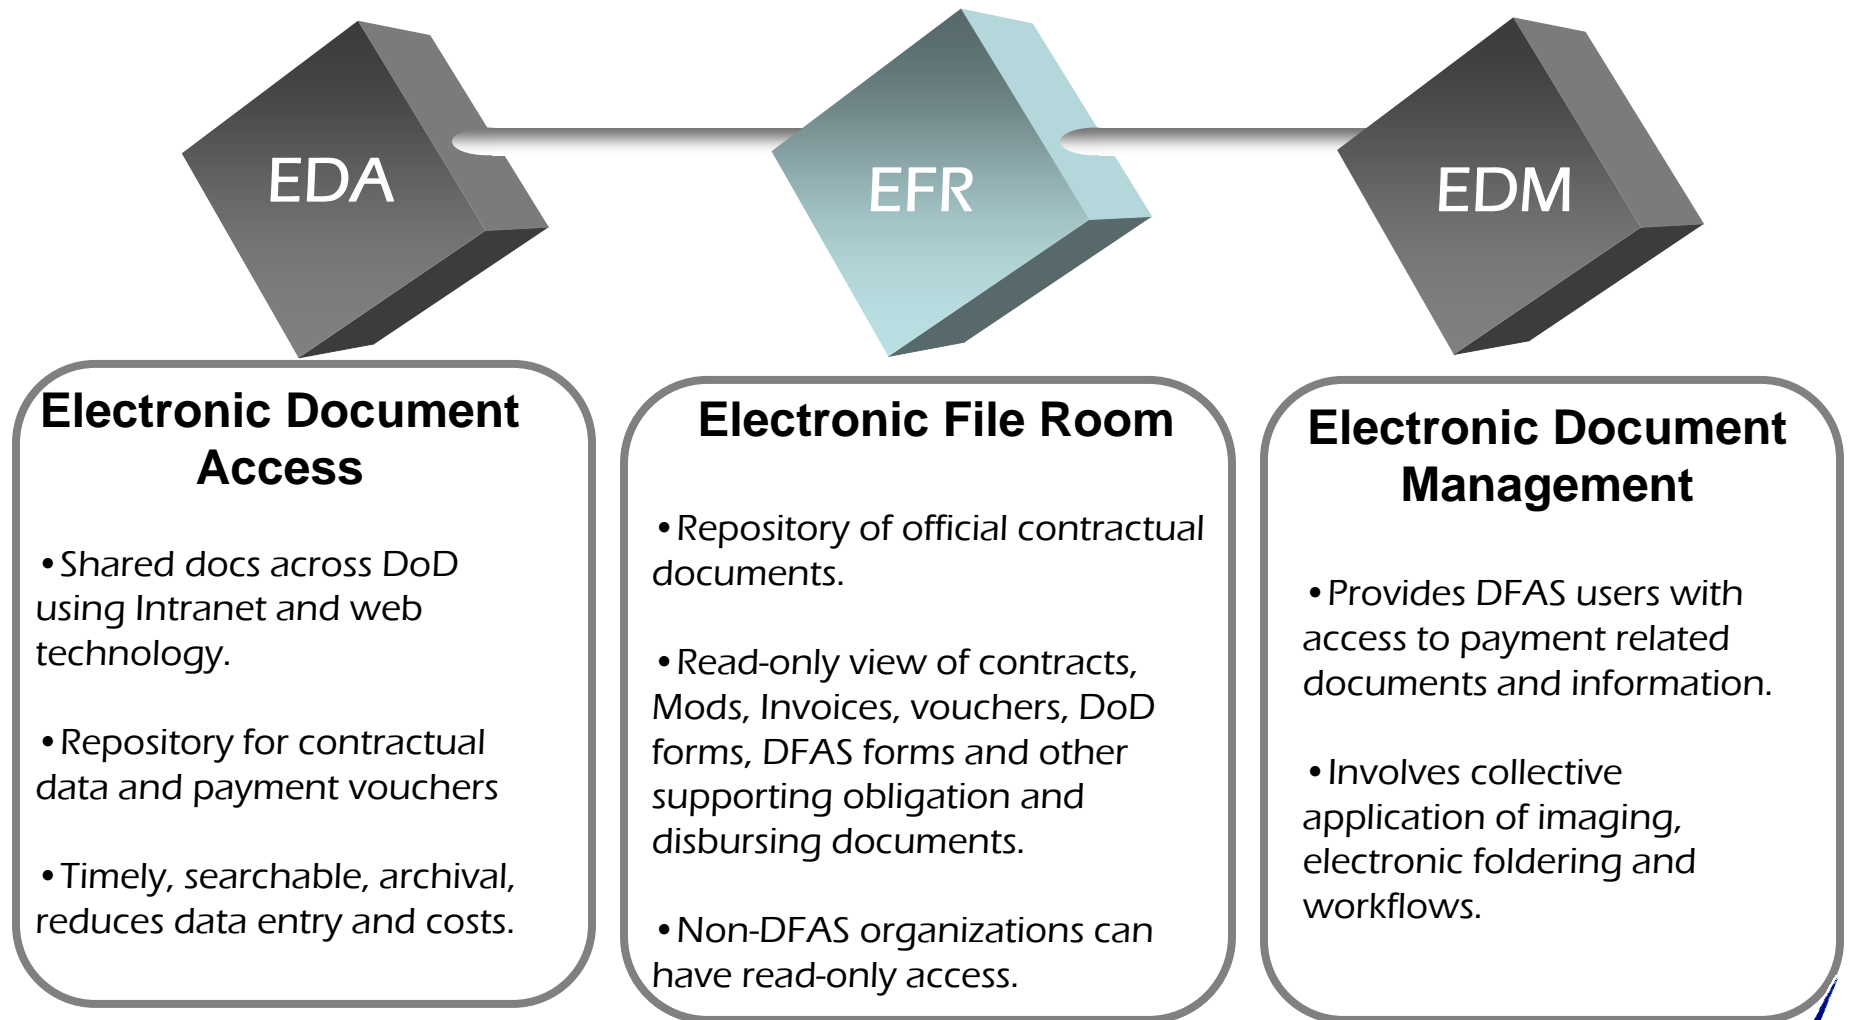 EDA
EFR
EDM
Electronic Document
Access
•Shared docs across DoD
using Intranet and web
technology.
•Repository for contractual
data and payment vouchers
•Timely, searchable, archival,
reduces data entry and costs.
Electronic File Room
•Repository of official contractual
documents.
•Read-only view of contracts,
Mods, Invoices, vouchers, DoD
forms, DFAS forms and other
supporting obligation and
disbursing documents.
•Non-DFAS organizations can
have read-only access.
Electronic Document
Management
•Provides DFAS users with
access to payment related
documents and information.
•Involves collective
application of imaging,
electronic foldering and
workflows.